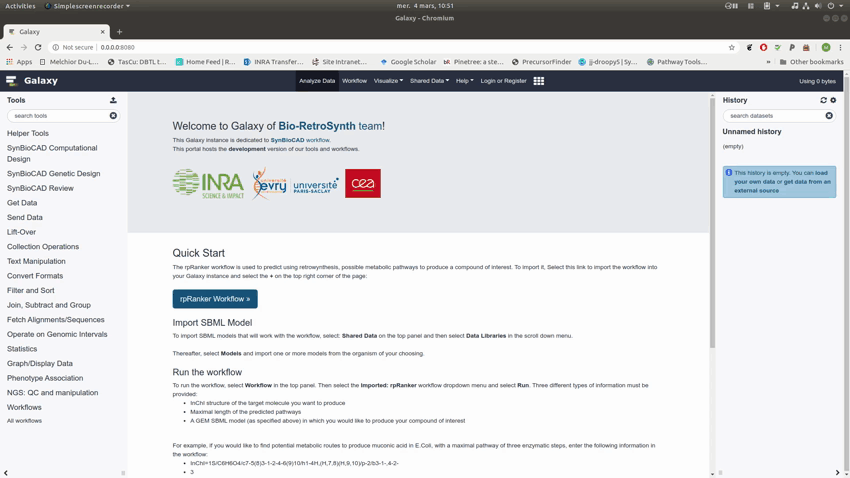 Activities
Simplescreenrecorder
mer. 4 mars, 10:51
Galaxy - Chromium
Galaxy
Not secure | 0.0.0.0:8080
Apps
Melchior Du-L...
TasCu: DBTL t...
Home Feed | R...
INRA Transfer...
Site Intranet...
Google Scholar
Pinetree: a ste...
PrecursorFinder
jj-droopyS | Sy...
Pathway Tools...
Other bookmarks
Galaxy
Analyze Data
Workflow
Visualize
Shared Data
Help
Login or Register
Using 0 bytes
Tools
search tools
Helper Tools
SynBioCAD Computational
Design
SynBioCAD Genetic Design
SynBioCAD Review
Get Data
Send Data
Lift-Over
Collection Operations
Text Manipulation
Convert Formats
Filter and Sort
Join, Subtract and Group
Fetch Alignments/Sequences
Operate on Genomic Intervals
Statistics
Graph/Display Data
Phenotype Association
NGS: QC and manipulation
Workflows
All workflows
Welcome to Galaxy of Bio-RetroSynth team!
This Galaxy instance is dedicated to SynBioCAD workflow.
This portal hosts the development version of our tools and workflows.
INRA
SCIENCE & IMPACT
université
evry
université
PARIS-SACLAY
cea
Quick Start
The rpRanker workflow is used to predict using retrosynthesis, possible metabolic pathways to produce a compound of interest. To import it, Select this link to import the workflow into
your Galaxy instance and select the + on the top right corner of the page:
rpRanker Workflow »
Import SBML Model
To import SBML models that will work with the workflow, select: Shared Data on the top panel and then select Data Libraries in the scroll down menu.
Thereafter, select Models and import one or more models from the organism of your choosing.
Run the workflow
To run the workflow, select Workflow in the top panel. Then select the Imported: rpRanker workflow dropdown menu and select Run. Three different types of information must be
provided:
InChI structure of the target molecule you want to produce
Maximal length of the predicted pathways
A GEM SBML model (as specified above) in which you would like to produce your compound of interest
For example, if you would like to find potential metabolic routes to produce muconic acid in E.Coli, with a maximal pathway of three enzymatic steps, enter the following information in
the workflow:
InChI=1S/C6H6O4/c7-5(8)3-1-2-4-6(9)10/h1-4H,(H,7,8)(H,9,10)/p-2/b3-1-,4-2-
3
History
search datasets
Unnamed history
(empty)
This history is empty. You can load
your own data or get data from an
external source